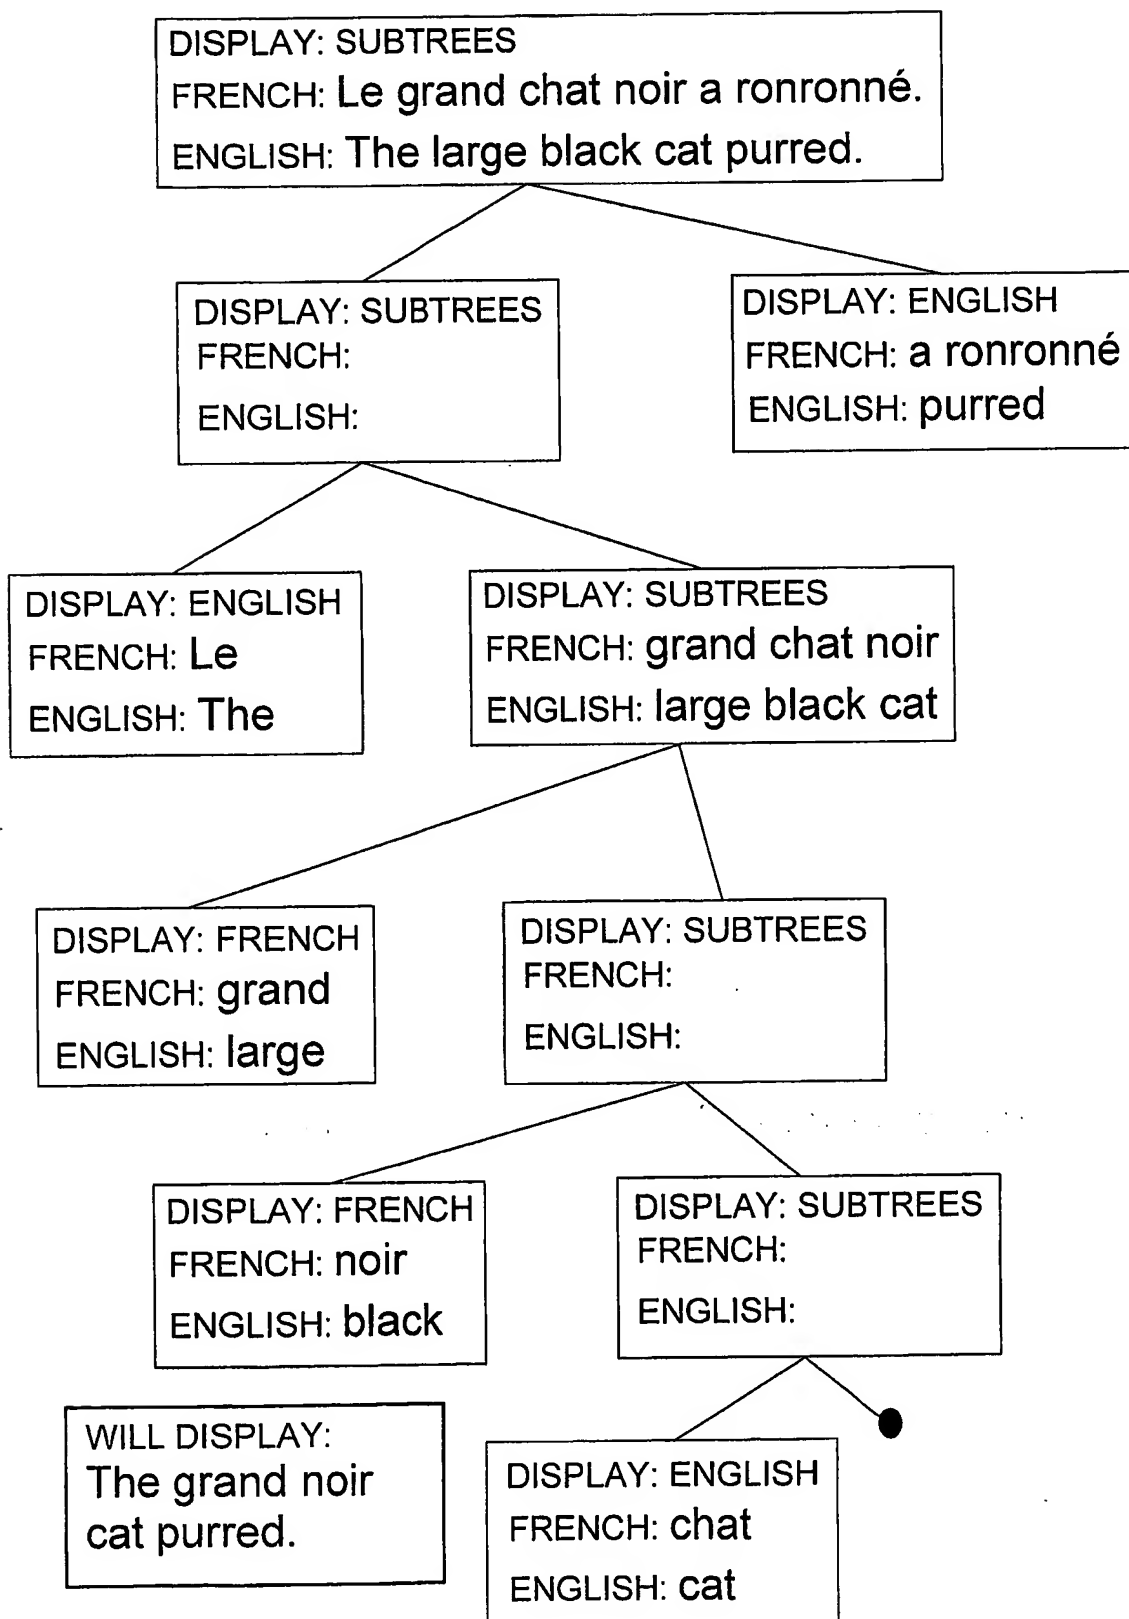 DISPLAY: SUBTREES
FRENCH: Le grand chat noir a ronronné.
ENGLISH: The large black cat purred.
DISPLAY: SUBTREES
FRENCH:
ENGLISH:
DISPLAY: ENGLISH
FRENCH: a ronronné
ENGLISH: purred
DISPLAY: ENGLISH
FRENCH: Le
ENGLISH: The
DISPLAY: SUBTREES
FRENCH: grand chat noir
ENGLISH: large black cat
DISPLAY: FRENCH
FRENCH: grand
ENGLISH: large
DISPLAY: SUBTREES
FRENCH:
ENGLISH:
DISPLAY: FRENCH
FRENCH: noir
ENGLISH: black
DISPLAY: SUBTREES
FRENCH:
ENGLISH:
WILL DISPLAY:
The grand noir
cat purred.
DISPLAY: ENGLISH
FRENCH: chat
ENGLISH: cat